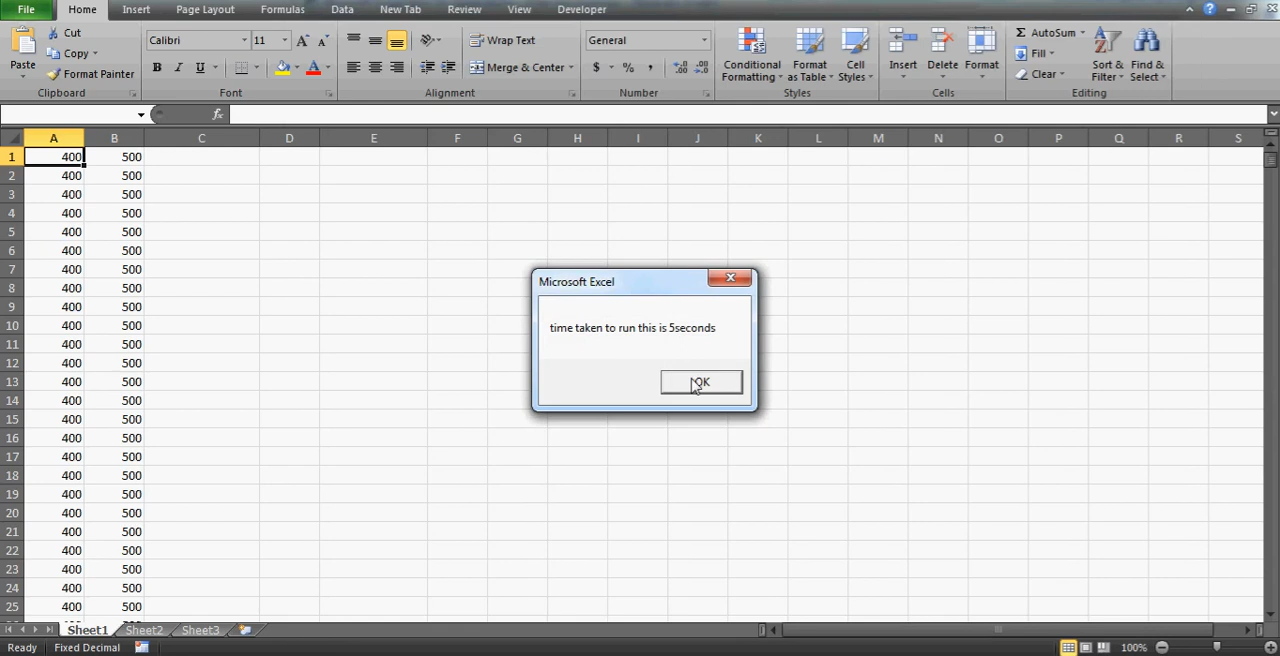 File Home Insert Page Layout Formulas Data New Tab Review View Developer
Cut Calibri 11 Wrap Text General AutoSum
Copy Fill
Paste Format Painter Merge & Center $ % , Conditional Formatting Format as Table Cell Styles Insert Delete Format Clear Sort & Filter Find & Select
Clipboard Font Alignment Number Styles Cells Editing
fx
A B C D E F G H I J K L M N O P Q R S
1 400 500
2 400 500
3 400 500
4 400 500
5 400 500
6 400 500
7 400 500
8 400 500
9 400 500
10 400 500
11 400 500
12 400 500
13 400 500
14 400 500
15 400 500
16 400 500
17 400 500
18 400 500
19 400 500
20 400 500
21 400 500
22 400 500
23 400 500
24 400 500
25 400 500
Microsoft Excel
time taken to run this is 5seconds
OK
Sheet1 Sheet2 Sheet3
Ready Fixed Decimal 100%